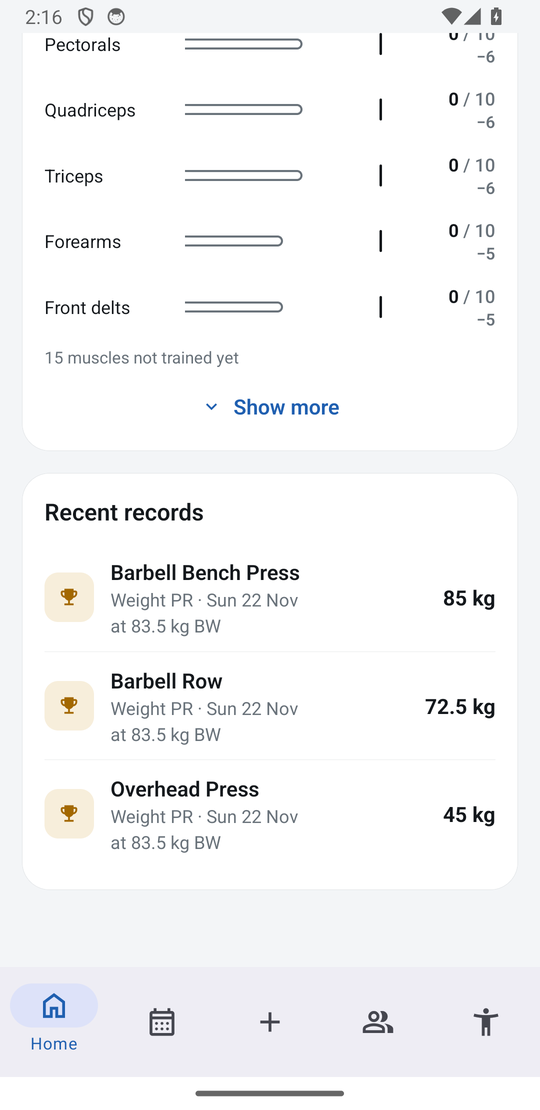 2:16
Pectorals
0 / 10
−6
Quadriceps
0 / 10
−6
Triceps
0 / 10
−6
Forearms
0 / 10
−5
Front delts
0 / 10
−5
15 muscles not trained yet
Show more
Recent records
Barbell Bench Press
Weight PR · Sun 22 Nov
at 83.5 kg BW
85 kg
Barbell Row
Weight PR · Sun 22 Nov
at 83.5 kg BW
72.5 kg
Overhead Press
Weight PR · Sun 22 Nov
at 83.5 kg BW
45 kg
Home